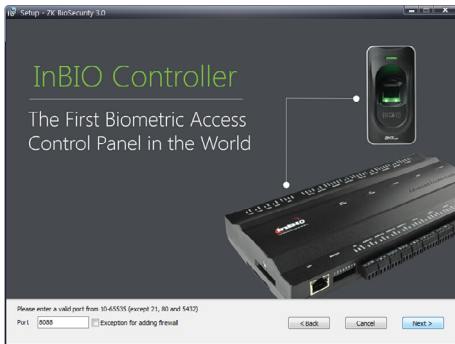 Setup - ZK BioSecurity 3.0
InBIO Controller
The First Biometric Access
Control Panel in the World
inBIO
Please enter a valid port from 10-65535 (except 21, 80 and 5432)
Port 8088 Exception for adding firewall
< Back Cancel Next >